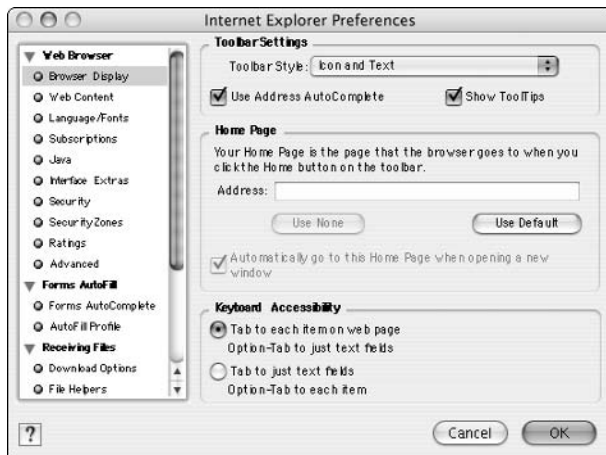 Internet Explorer Preferences
Web Browser
Browser Display
Web Content
Language/Fonts
Subscriptions
Java
Interface Extras
Security
Security Zones
Ratings
Advanced
Forms AutoFill
Forms AutoComplete
AutoFill Profile
Receiving Files
Download Options
File Helpers
Toolbar Settings
Toolbar Style: Icon and Text
Use Address AutoComplete
Show ToolTips
Home Page
Your Home Page is the page that the browser goes to when you
click the Home button on the toolbar.
Address:
Use None
Use Default
Automatically go to this Home Page when opening a new
window
Keyboard Accessibility
Tab to each item on web page
Option-Tab to just text fields
Tab to just text fields
Option-Tab to each item
?
Cancel
OK